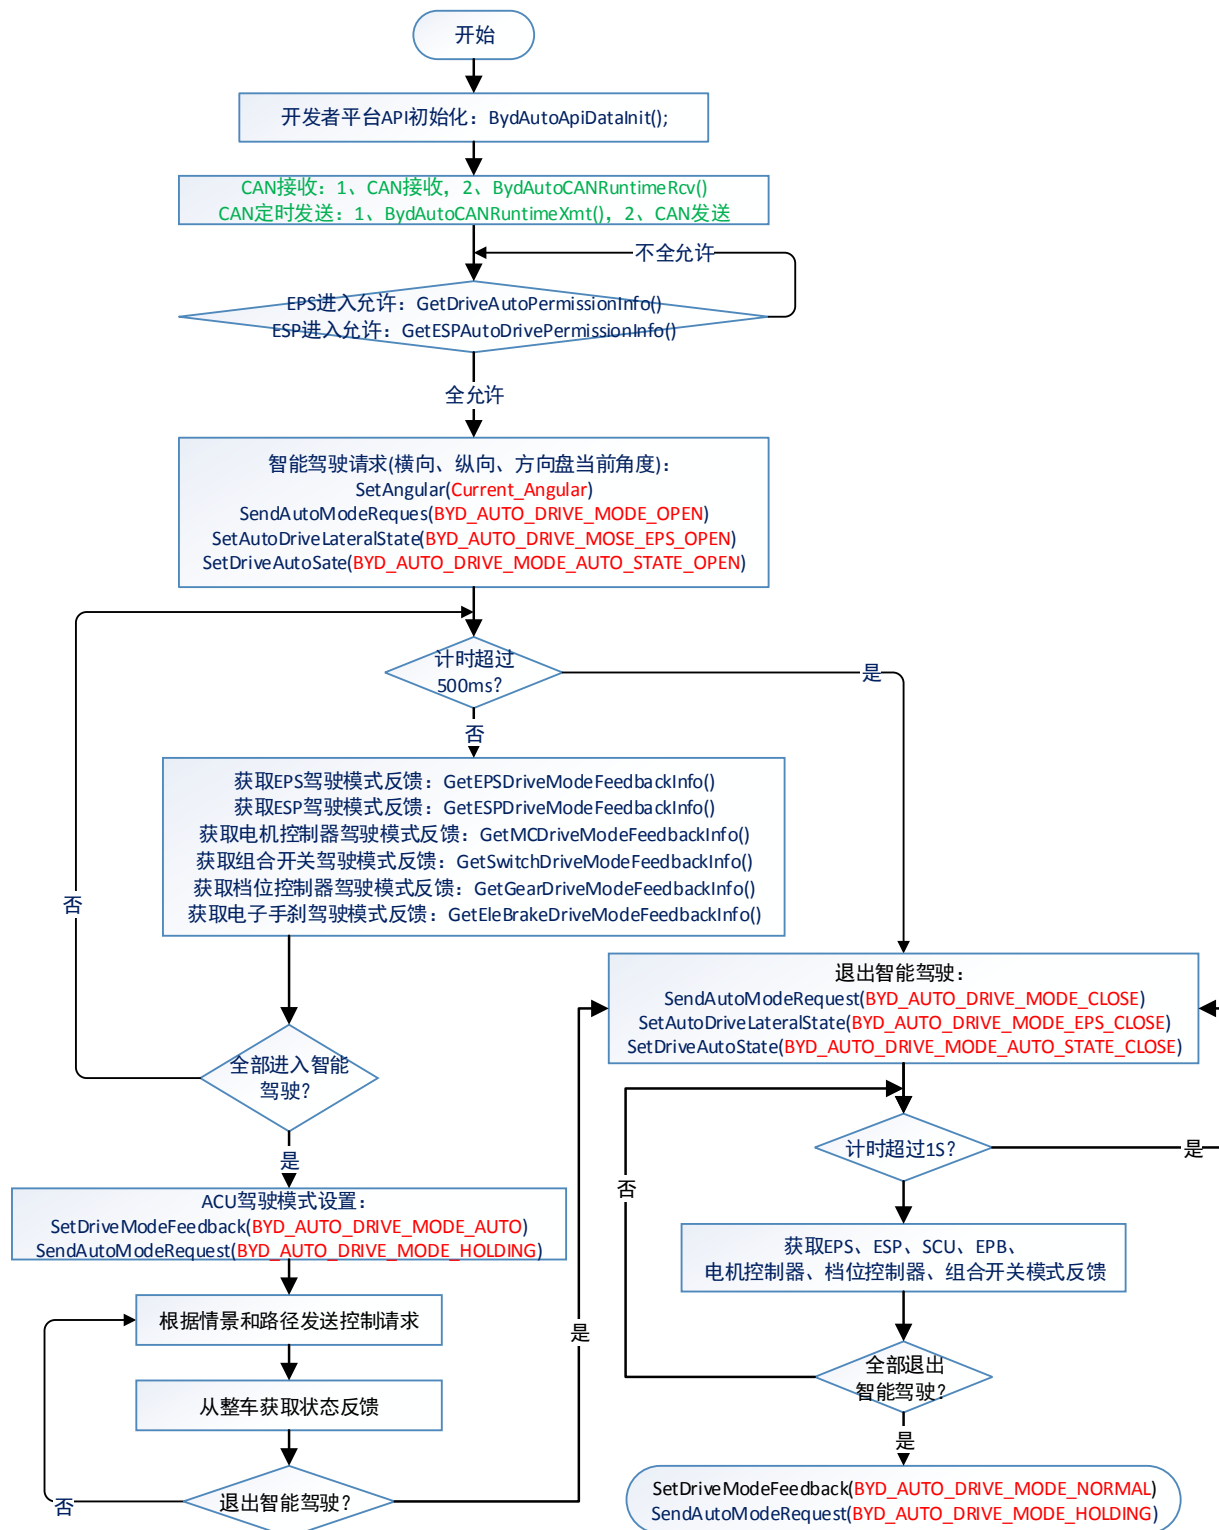 开始
开发者平台API初始化：BydAutoApiDataInit();
CAN接收：1、CAN接收，2、BydAutoCANRuntimeRcv()
CAN定时发送：1、BydAutoCANRuntimeXmt()，2、CAN发送
不全允许
EPS进入允许：GetDriveAutoPermissionInfo()
ESP进入允许：GetESPAutoDrivePermissionInfo()
全允许
智能驾驶请求(横向、纵向、方向盘当前角度)：
SetAngular(Current_Angular)
SendAutoModeReques(BYD_AUTO_DRIVE_MODE_OPEN)
SetAutoDriveLateralState(BYD_AUTO_DRIVE_MOSE_EPS_OPEN)
SetDriveAutoSate(BYD_AUTO_DRIVE_MODE_AUTO_STATE_OPEN)
计时超过
500ms？
是
否
获取EPS驾驶模式反馈：GetEPSDriveModeFeedbackInfo()
获取ESP驾驶模式反馈：GetESPDriveModeFeedbackInfo()
获取电机控制器驾驶模式反馈：GetMCDriveModeFeedbackInfo()
获取组合开关驾驶模式反馈：GetSwitchDriveModeFeedbackInfo()
获取档位控制器驾驶模式反馈：GetGearDriveModeFeedbackInfo()
获取电子手刹驾驶模式反馈：GetEleBrakeDriveModeFeedbackInfo()
否
全部进入智能
驾驶？
是
ACU驾驶模式设置：
SetDriveModeFeedback(BYD_AUTO_DRIVE_MODE_AUTO)
SendAutoModeRequest(BYD_AUTO_DRIVE_MODE_HOLDING)
根据情景和路径发送控制请求
从整车获取状态反馈
退出智能驾驶？
否
是
退出智能驾驶：
SendAutoModeRequest(BYD_AUTO_DRIVE_MODE_CLOSE)
SetAutoDriveLateralState(BYD_AUTO_DRIVE_MODE_EPS_CLOSE)
SetDriveAutoState(BYD_AUTO_DRIVE_MODE_AUTO_STATE_CLOSE)
计时超过1S？
是
否
获取EPS、ESP、SCU、EPB、
电机控制器、档位控制器、组合开关模式反馈
全部退出
智能驾驶？
是
SetDriveModeFeedback(BYD_AUTO_DRIVE_MODE_NORMAL)
SendAutoModeRequest(BYD_AUTO_DRIVE_MODE_HOLDING)